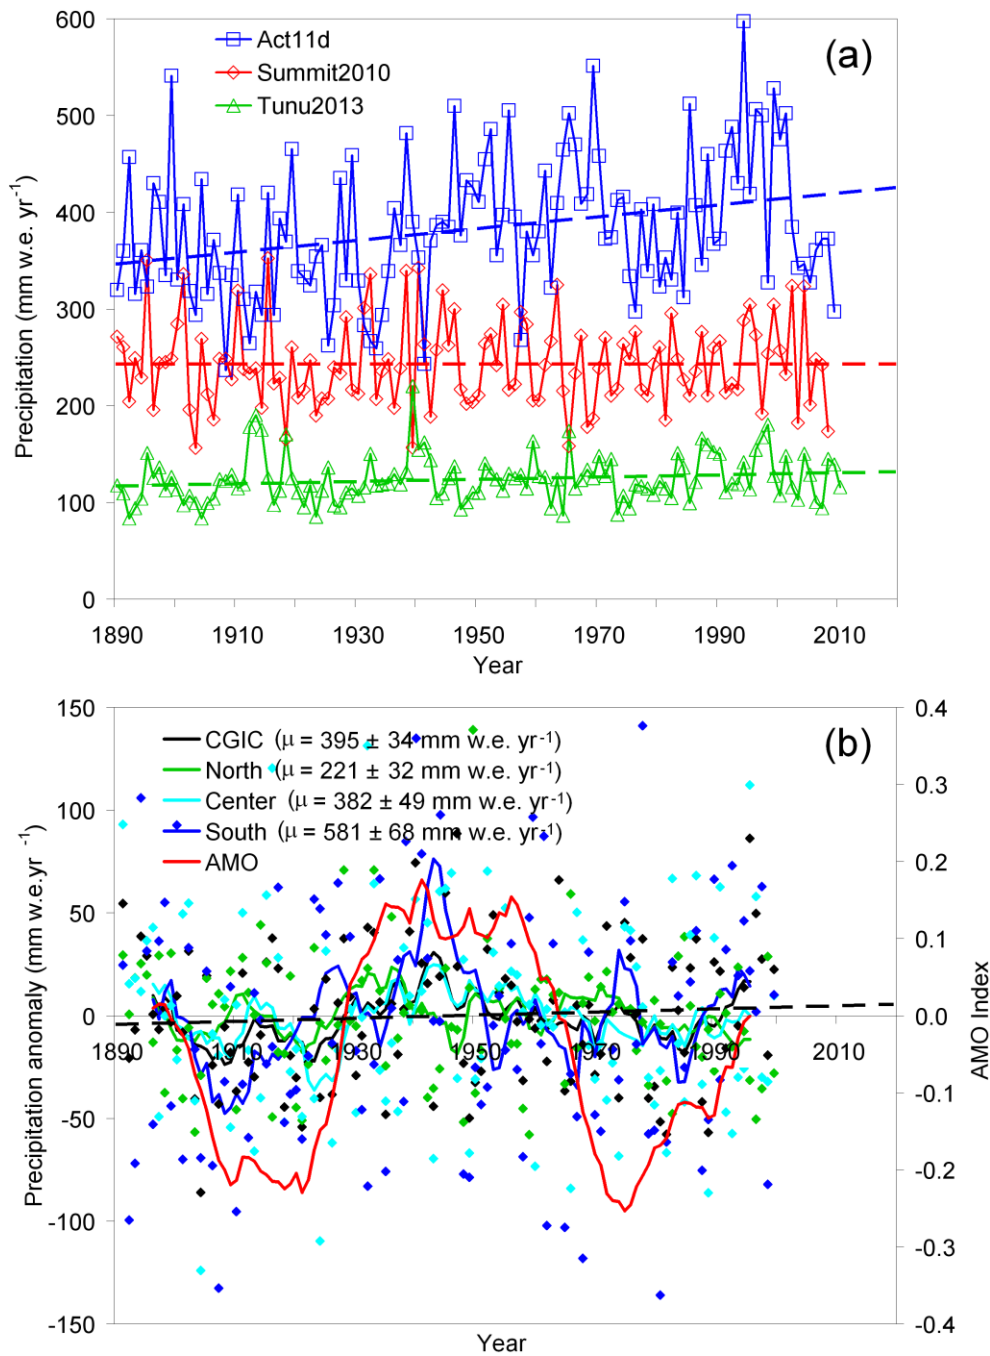 600
500
400
300
200
100
0
Precipitation (mm w.e. yr-1)
Act11d
Summit2010
Tunu2013
(a)
1890 1910 1930 1950 1970 1990 2010
Year
150
100
50
0
-50
-100
-150
Precipitation anomaly (mm w.e.yr -1)
CGIC (μ = 395 ± 34 mm w.e. yr-1)
North (μ = 221 ± 32 mm w.e. yr-1)
Center (μ = 382 ± 49 mm w.e. yr-1)
South (μ = 581 ± 68 mm w.e. yr-1)
AMO
(b)
1890 1910 1930 1950 1970 1990 2010
0.4
0.3
0.2
0.1
0.0
-0.1
-0.2
-0.3
-0.4
AMO Index
Year